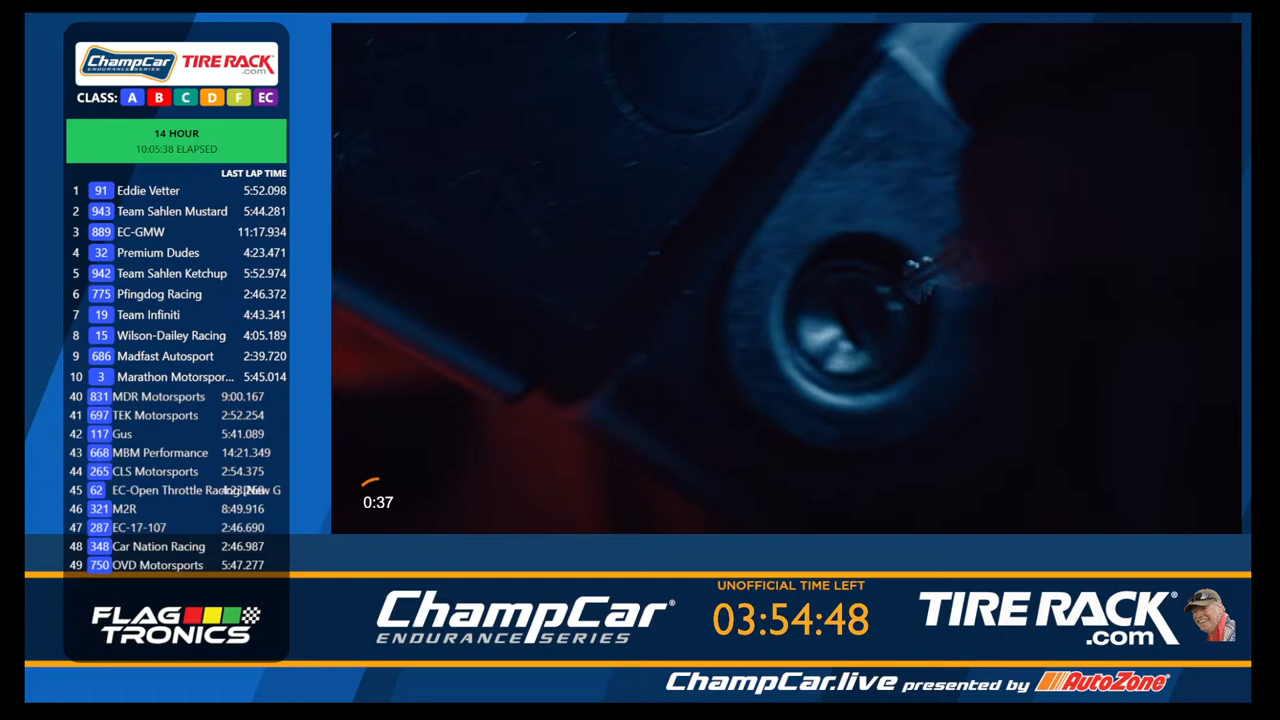 ChampCar
ENDURANCE SERIES
TIRE RACK
.com
CLASS: A B C D F EC
14 HOUR
10:05:38 ELAPSED
LAST LAP TIME
1 91 Eddie Vetter 5:52.098
2 943 Team Sahlen Mustard 5:44.281
3 889 EC-GMW 11:17.934
4 32 Premium Dudes 4:23.471
5 942 Team Sahlen Ketchup 5:52.974
6 775 Pfingdog Racing 2:46.372
7 19 Team Infiniti 4:43.341
8 15 Wilson-Dailey Racing 4:05.189
9 686 Madfast Autosport 2:39.720
10 3 Marathon Motorspor... 5:45.014
40 831 MDR Motorsports 9:00.167
41 697 TEK Motorsports 2:52.254
42 117 Gus 5:41.089
43 668 MBM Performance 14:21.349
44 265 CLS Motorsports 2:54.375
45 62 EC-Open Throttle Racing
46 321 M2R 8:49.916
47 287 EC-17-107 2:46.690
48 348 Car Nation Racing 2:46.987
49 750 OVD Motorsports 5:47.277
0:37
FLAG
TRONICS
ChampCar®
ENDURANCE SERIES
UNOFFICIAL TIME LEFT
03:54:48
TIRE RACK®
.com
ChampCar.live presented by AutoZone